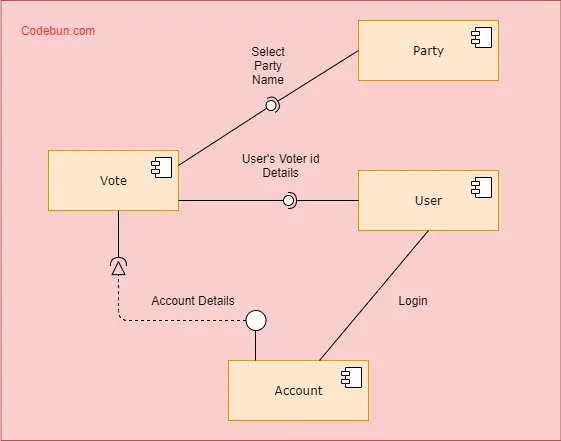 Codebun.com
Select
Party
Name
Party
User's Voter id
Details
Vote
User
Account Details
Login
Account